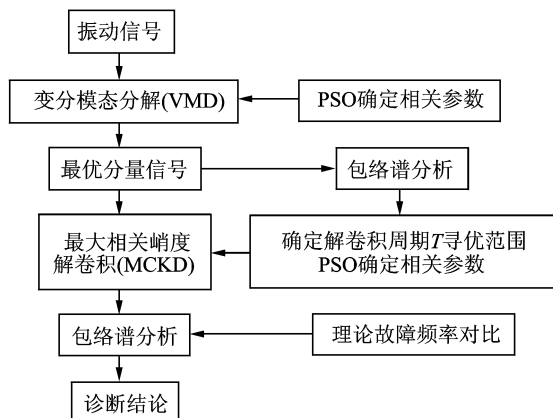 振动信号
变分模态分解(VMD)
PSO确定相关参数
最优分量信号
包络谱分析
最大相关峭度
解卷积(MCKD)
确定解卷积周期T寻优范围
PSO确定相关参数
包络谱分析
理论故障频率对比
诊断结论